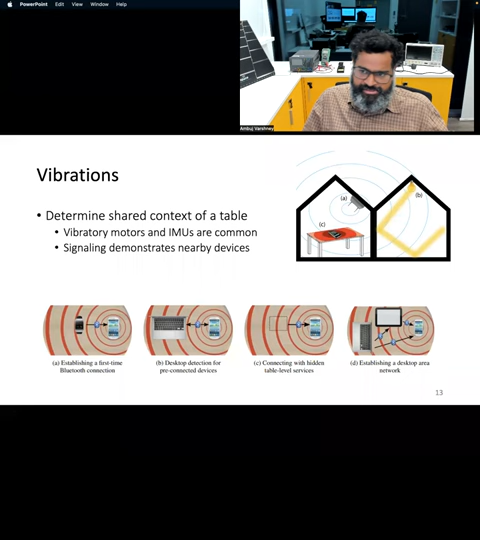 PowerPoint Edit View Window Help
Ambuj Varshney
Vibrations
• Determine shared context of a table
• Vibratory motors and IMUs are common
• Signaling demonstrates nearby devices
(a)
(b)
(c)
(a) Establishing a first-time
Bluetooth connection
(b) Desktop detection for
pre-connected devices
(c) Connecting with hidden
table-level services
(d) Establishing a desktop area
network
13